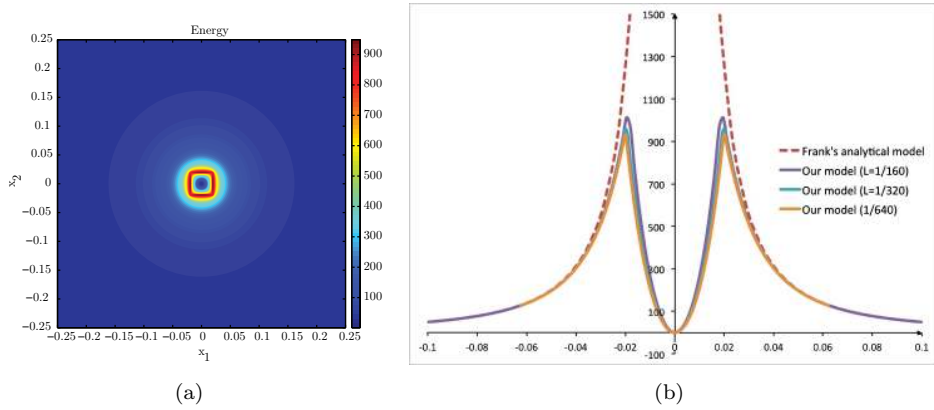 Energy
0.25
0.2
0.15
0.1
0.05
0
−0.05
−0.1
−0.15
−0.2
−0.25
x2
−0.25 −0.2 −0.15 −0.1 −0.05 0 0.05 0.1 0.15 0.2 0.25
x1
900
800
700
600
500
400
300
200
100
(a)
1500
1300
1100
900
700
500
300
100
-100
-0.1 -0.08 -0.06 -0.04 -0.02 0 0.02 0.04 0.06 0.08 0.1
Frank's analytical model
Our model (L=1/160)
Our model (L=1/320)
Our model (1/640)
(b)